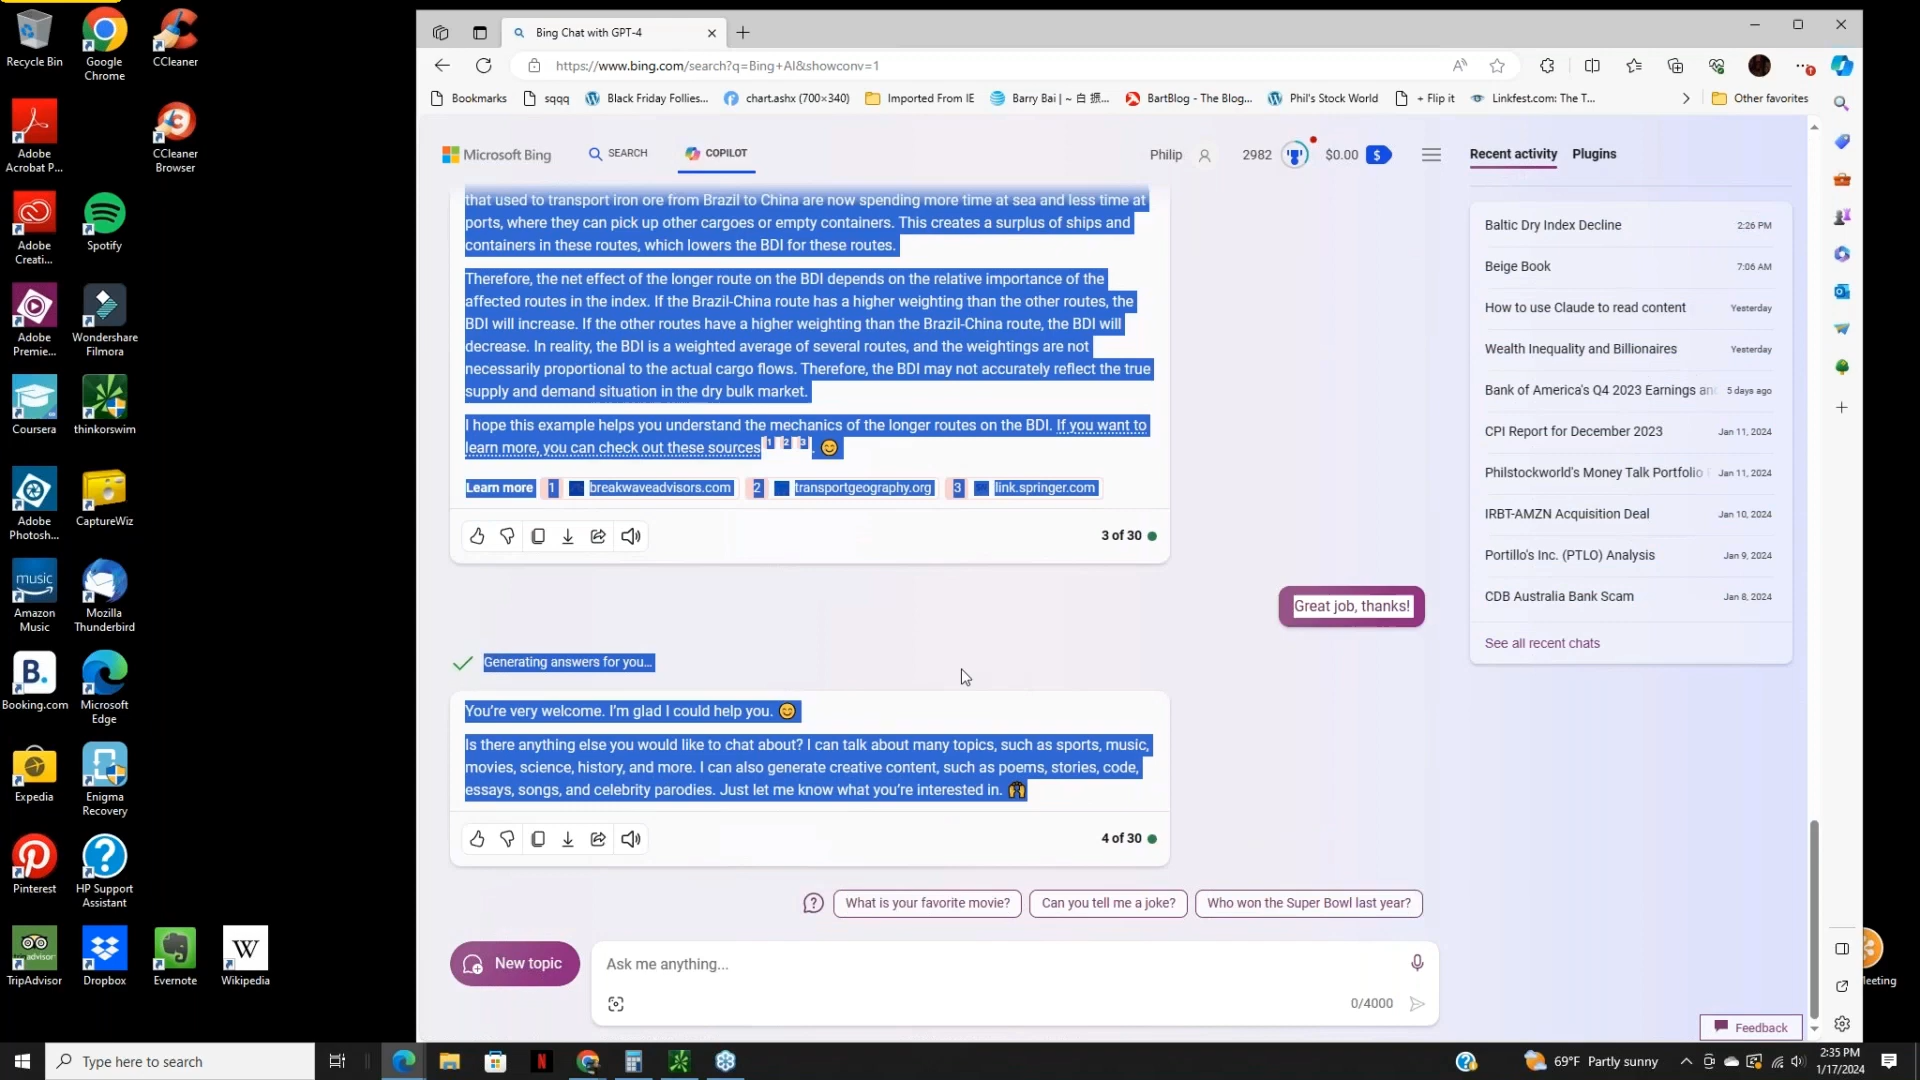 Recycle Bin
Google Chrome
CCleaner
Adobe Acrobat P...
CCleaner Browser
Adobe Creati...
Spotify
Adobe Premie...
Wondershare Filmora
Coursera
thinkorswim
Adobe Photosh...
CaptureWiz
music
Amazon Music
Mozilla Thunderbird
B.
Booking.com
Microsoft Edge
Expedia
Enigma Recovery
Pinterest
HP Support Assistant
TripAdvisor
Dropbox
Evernote
W
Wikipedia
Bing Chat with GPT-4
https://www.bing.com/search?q=Bing+AI&showconv=1
Bookmarks
sqqq
Black Friday Follies...
chart.ashx (700×340)
Imported From IE
Barry Bai | ~ 白 振...
BartBlog - The Blog...
Phil's Stock World
+ Flip it
Linkfest.com: The T...
Other favorites
Microsoft Bing
SEARCH
COPILOT
Philip
2982
$0.00
$
Recent activity
Plugins
that used to transport iron ore from Brazil to China are now spending more time at sea and less time at
ports, where they can pick up other cargoes or empty containers. This creates a surplus of ships and
containers in these routes, which lowers the BDI for these routes.
Therefore, the net effect of the longer route on the BDI depends on the relative importance of the
affected routes in the index. If the Brazil-China route has a higher weighting than the other routes, the
BDI will increase. If the other routes have a higher weighting than the Brazil-China route, the BDI will
decrease. In reality, the BDI is a weighted average of several routes, and the weightings are not
necessarily proportional to the actual cargo flows. Therefore, the BDI may not accurately reflect the true
supply and demand situation in the dry bulk market.
I hope this example helps you understand the mechanics of the longer routes on the BDI. If you want to
learn more, you can check out these sources 1 2 3 . 😊
Learn more 1 breakwaveadvisors.com 2 transportgeography.org 3 link.springer.com
3 of 30
Great job, thanks!
Generating answers for you...
You're very welcome. I'm glad I could help you. 😊
Is there anything else you would like to chat about? I can talk about many topics, such as sports, music,
movies, science, history, and more. I can also generate creative content, such as poems, stories, code,
essays, songs, and celebrity parodies. Just let me know what you're interested in. 🙌
4 of 30
What is your favorite movie?
Can you tell me a joke?
Who won the Super Bowl last year?
New topic
Ask me anything...
0/4000
Baltic Dry Index Decline 2:26 PM
Beige Book 7:06 AM
How to use Claude to read content Yesterday
Wealth Inequality and Billionaires Yesterday
Bank of America's Q4 2023 Earnings an 5 days ago
CPI Report for December 2023 Jan 11, 2024
Philstockworld's Money Talk Portfolio Jan 11, 2024
IRBT-AMZN Acquisition Deal Jan 10, 2024
Portillo's Inc. (PTLO) Analysis Jan 9, 2024
CDB Australia Bank Scam Jan 8, 2024
See all recent chats
Feedback
leeting
Type here to search
69°F Partly sunny
2:35 PM
1/17/2024